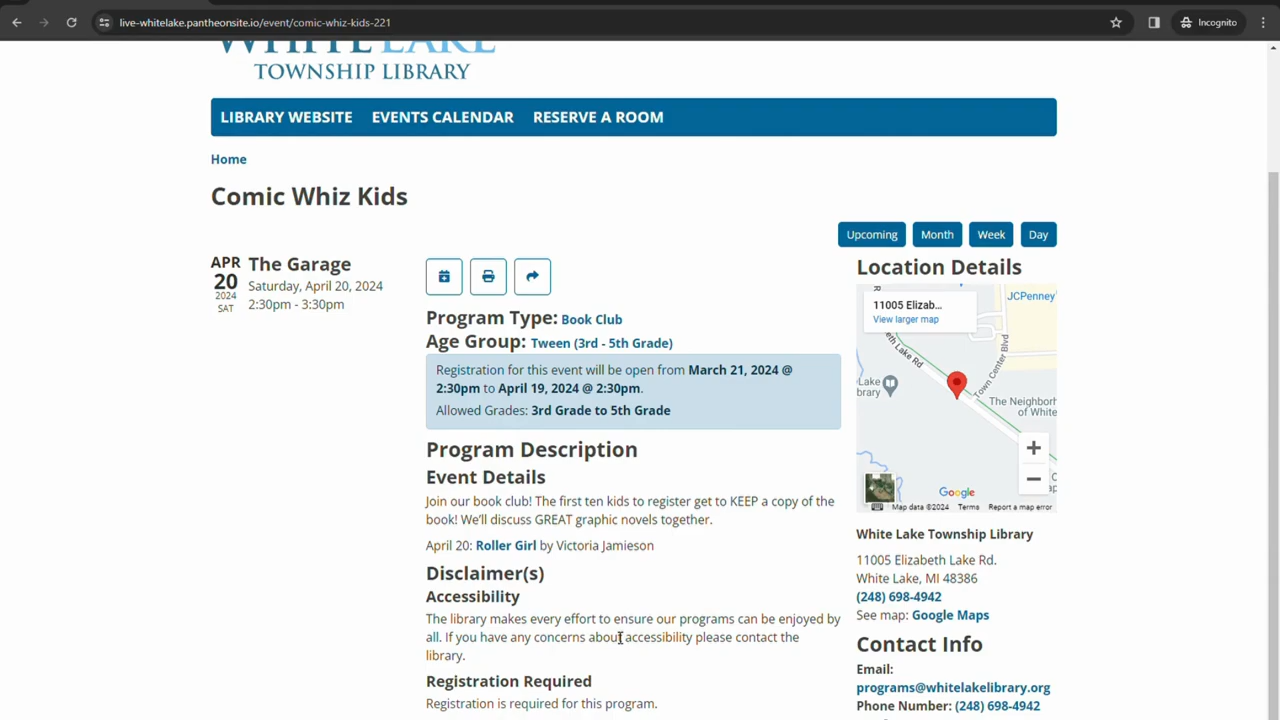 live-whitelake.pantheonsite.io/event/comic-whiz-kids-221
Incognito
WHITE LAKE
TOWNSHIP LIBRARY
LIBRARY WEBSITE EVENTS CALENDAR RESERVE A ROOM
Home
Comic Whiz Kids
Upcoming Month Week Day
APR
20
2024
SAT
The Garage
Saturday, April 20, 2024
2:30pm - 3:30pm
Program Type: Book Club
Age Group: Tween (3rd - 5th Grade)
Registration for this event will be open from March 21, 2024 @
2:30pm to April 19, 2024 @ 2:30pm.
Allowed Grades: 3rd Grade to 5th Grade
Program Description
Event Details
Join our book club! The first ten kids to register get to KEEP a copy of the
book! We'll discuss GREAT graphic novels together.
April 20: Roller Girl by Victoria Jamieson
Disclaimer(s)
Accessibility
The library makes every effort to ensure our programs can be enjoyed by
all. If you have any concerns about accessibility please contact the
library.
Registration Required
Registration is required for this program.
Location Details
11005 Elizab...
View larger map
JCPenney
eth Lake Rd
Town Center Blvd
Lake
brary
The Neighborh
of White
Google
Map data ©2024 Terms Report a map error
White Lake Township Library
11005 Elizabeth Lake Rd.
White Lake, MI 48386
(248) 698-4942
See map: Google Maps
Contact Info
Email:
programs@whitelakelibrary.org
Phone Number: (248) 698-4942